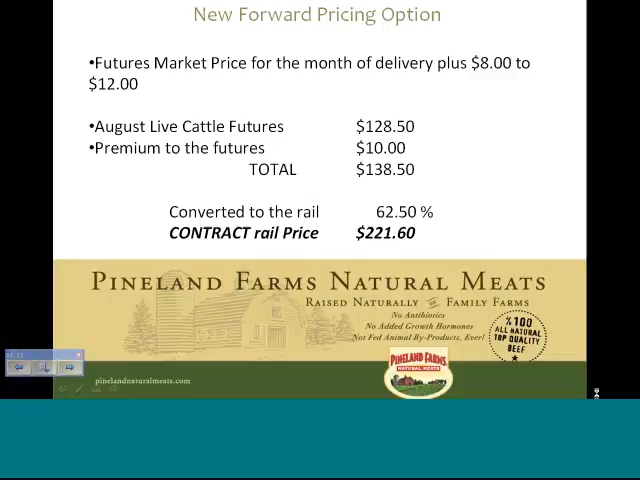 New Forward Pricing Option
•Futures Market Price for the month of delivery plus $8.00 to
$12.00
•August Live Cattle Futures $128.50
•Premium to the futures $10.00
TOTAL $138.50
Converted to the rail 62.50 %
CONTRACT rail Price $221.60
PINELAND FARMS NATURAL MEATS
RAISED NATURALLY on FAMILY FARMS
No Antibiotics
No Added Growth Hormones
Not Fed Animal By-Products, Ever!
%100
ALL NATURAL
TOP QUALITY
BEEF
PINELAND FARMS
NATURAL MEATS
pinelandnaturalmeats.com